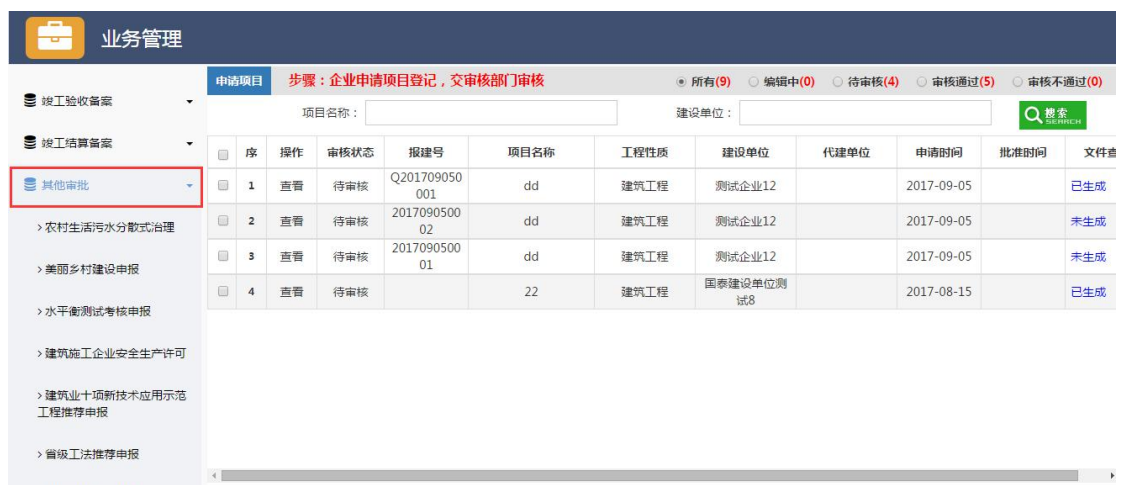 业务管理
竣工验收备案
竣工结算备案
其他审批
>农村生活污水分散式治理
>美丽乡村建设申报
>水平衡测试考核申报
>建筑施工企业安全生产许可
>建筑业十项新技术应用示范
工程推荐申报
>省级工法推荐申报
申请项目 步骤：企业申请项目登记，交审核部门审核 所有(9) 编辑中(0) 待审核(4) 审核通过(5) 审核不通过(0)
项目名称： 建设单位： 搜索 SEARCH
序 操作 审核状态 报建号 项目名称 工程性质 建设单位 代建单位 申请时间 批准时间 文件查
1 查看 待审核 Q201709050 dd 建筑工程 测试企业12 2017-09-05 已生成
001
2 查看 待审核 2017090500 dd 建筑工程 测试企业12 2017-09-05 未生成
02
3 查看 待审核 2017090500 dd 建筑工程 测试企业12 2017-09-05 未生成
01
4 查看 待审核 22 建筑工程 国泰建设单位测 2017-08-15 已生成
试8